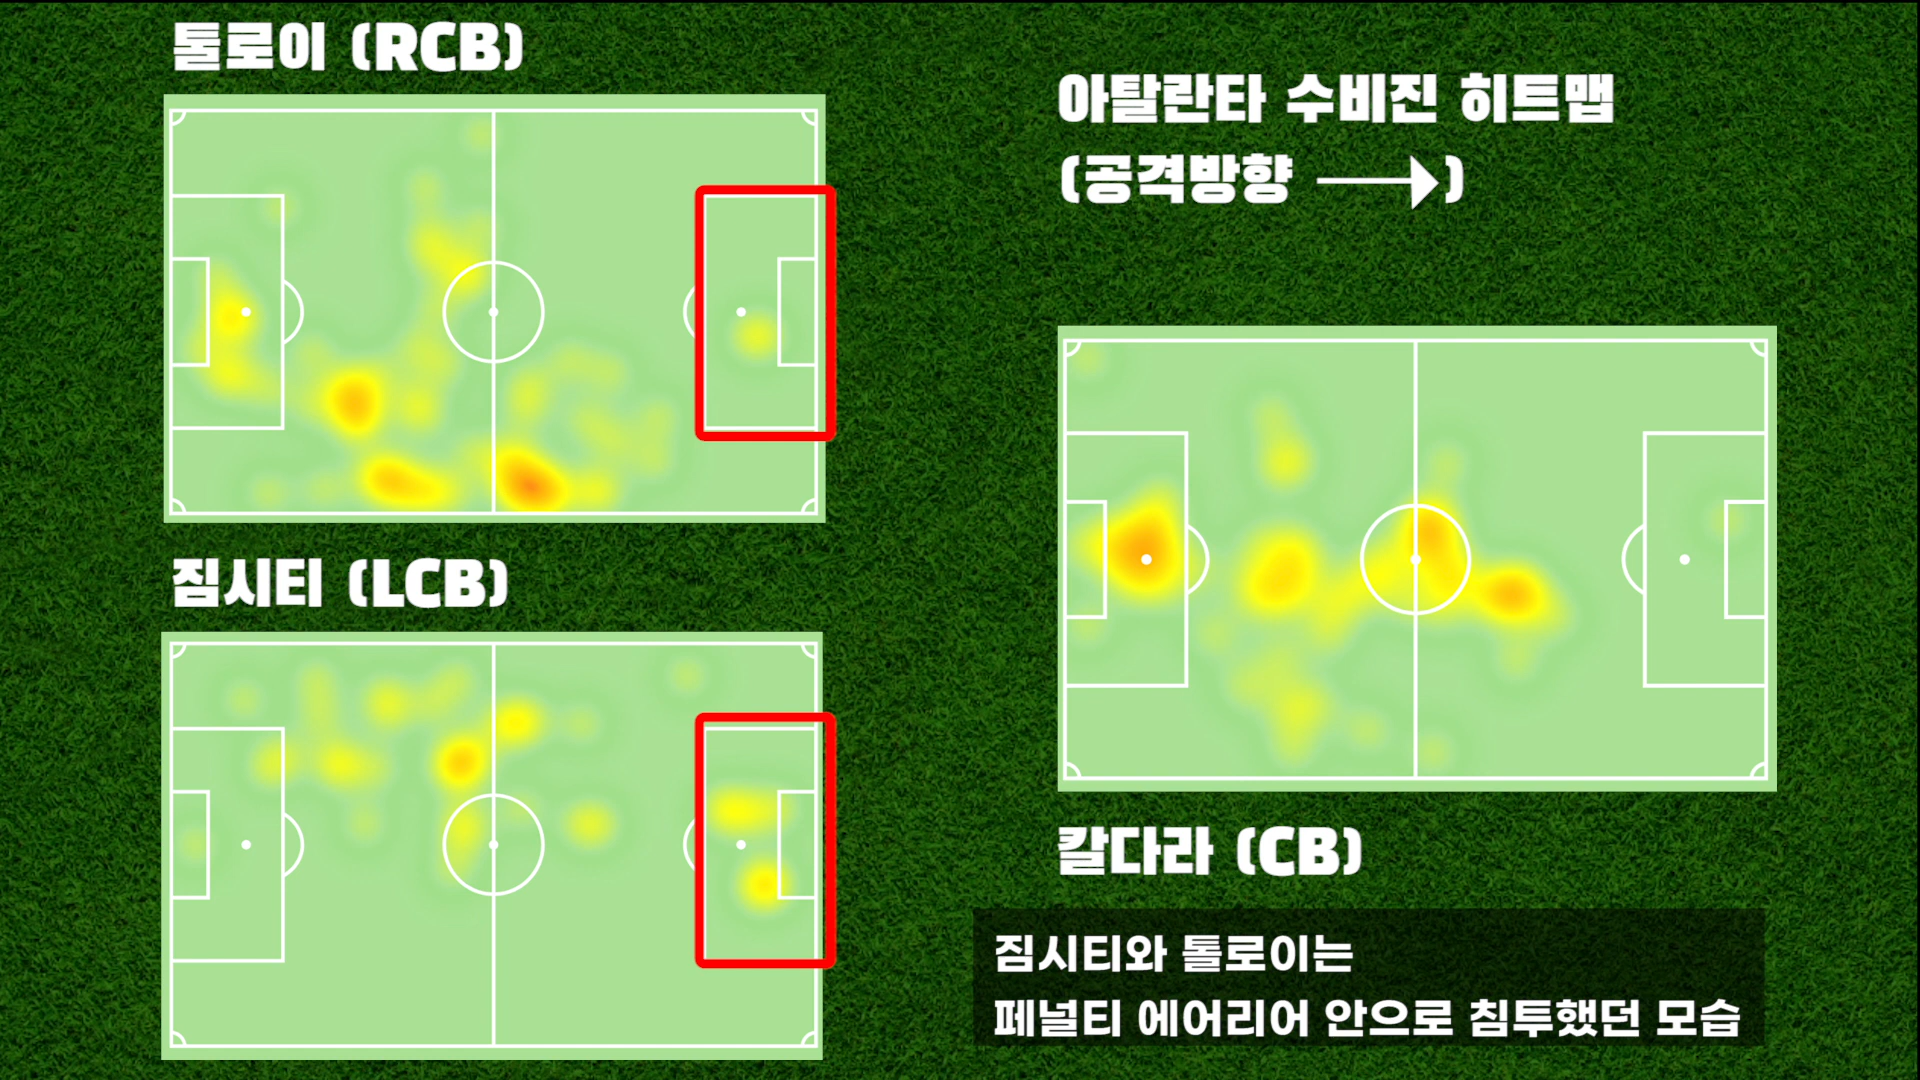 톨로이 (RCB)
아탈란타 수비진 히트맵
(공격방향 →)
짐시티 (LCB)
칼다라 (CB)
짐시티와 톨로이는
페널티 에어리어 안으로 침투했던 모습